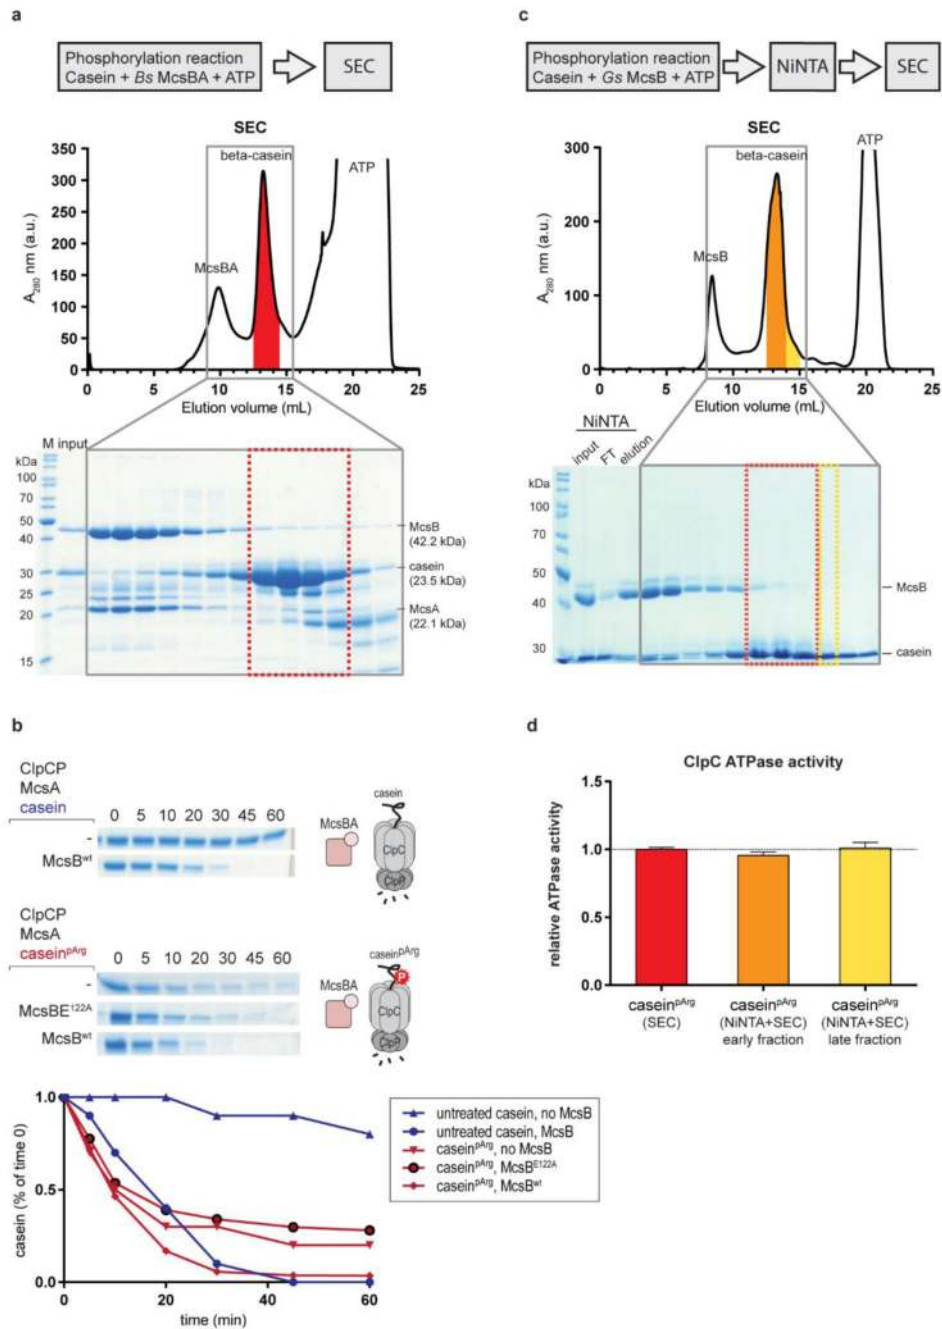 a
Phosphorylation reaction
Casein + Bs McsBA + ATP
SEC
SEC
beta-casein
ATP
McsBA
350
300
250
200
150
100
50
0
A280 nm (a.u.)
0 5 10 15 20 25
Elution volume (mL)
M input
kDa
100
70
50
40
30
25
20
15
McsB
(42.2 kDa)
casein
(23.5 kDa)
McsA
(22.1 kDa)
b
ClpCP
McsA
casein
0 5 10 20 30 45 60
-
McsBwt
McsBA
casein
ClpC
ClpP
ClpCP
McsA
caseinpArg
0 5 10 20 30 45 60
-
McsBE122A
McsBwt
McsBA
caseinpArg
P
ClpC
ClpP
1.0
0.5
0.0
casein (% of time 0)
0 20 40 60
time (min)
untreated casein, no McsB
untreated casein, McsB
caseinpArg, no McsB
caseinpArg, McsBE122A
caseinpArg, McsBwt
c
Phosphorylation reaction
Casein + Gs McsB + ATP
NiNTA
SEC
SEC
beta-casein
ATP
McsB
300
200
100
0
A280 nm (a.u.)
0 5 10 15 20 25
Elution volume (mL)
NiNTA
input
FT
elution
kDa
100
70
50
40
30
McsB
casein
d
ClpC ATPase activity
relative ATPase activity
1.5
1.0
0.5
0.0
caseinpArg
(SEC)
caseinpArg
(NiNTA+SEC)
early fraction
caseinpArg
(NiNTA+SEC)
late fraction